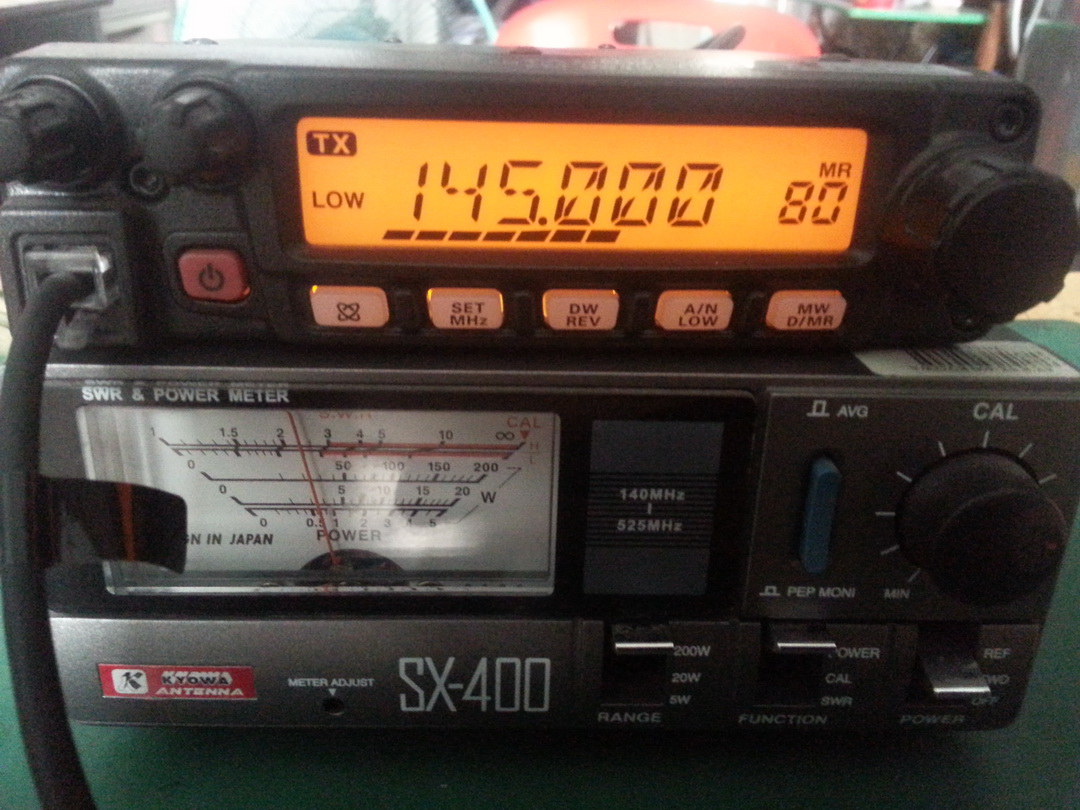 TX
LOW
145.000
MR
80
SET
MHz
DW
REV
A/N
LOW
MW
D/MR
SWR & POWER METER
S.W.R
CAL
1 1.5 2 3 4 5 10 ∞
H
L
0 50 100 150 200
0 5 10 15 20
W
0 0.5 1 2 3 4 5
POWER
GN IN JAPAN
140MHz
525MHz
AVG
CAL
PEP MONI
MIN
KYOWA
ANTENNA
METER ADJUST
SX-400
200W
20W
5W
RANGE
POWER
CAL
SWR
FUNCTION
REF
FWD
OFF
POWER